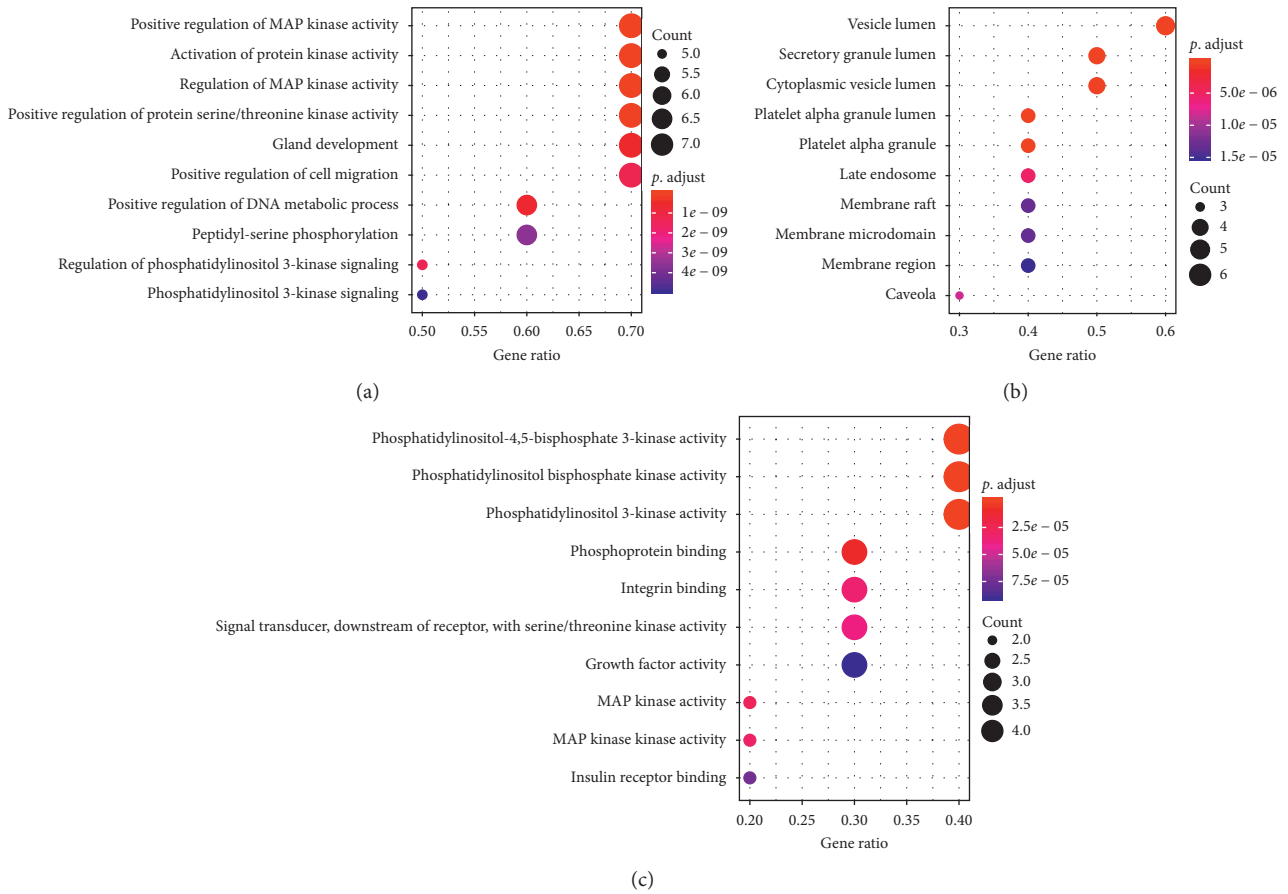 Positive regulation of MAP kinase activity
Activation of protein kinase activity
Regulation of MAP kinase activity
Positive regulation of protein serine/threonine kinase activity
Gland development
Positive regulation of cell migration
Positive regulation of DNA metabolic process
Peptidyl-serine phosphorylation
Regulation of phosphatidylinositol 3-kinase signaling
Phosphatidylinositol 3-kinase signaling
0.50 0.55 0.60 0.65 0.70
Gene ratio
Count
5.0
5.5
6.0
6.5
7.0
p. adjust
1e − 09
2e − 09
3e − 09
4e − 09
(a)
Vesicle lumen
Secretory granule lumen
Cytoplasmic vesicle lumen
Platelet alpha granule lumen
Platelet alpha granule
Late endosome
Membrane raft
Membrane microdomain
Membrane region
Caveola
0.3 0.4 0.5 0.6
Gene ratio
p. adjust
5.0e − 06
1.0e − 05
1.5e − 05
Count
3
4
5
6
(b)
Phosphatidylinositol-4,5-bisphosphate 3-kinase activity
Phosphatidylinositol bisphosphate kinase activity
Phosphatidylinositol 3-kinase activity
Phosphoprotein binding
Integrin binding
Signal transducer, downstream of receptor, with serine/threonine kinase activity
Growth factor activity
MAP kinase activity
MAP kinase kinase activity
Insulin receptor binding
0.20 0.25 0.30 0.35 0.40
Gene ratio
p. adjust
2.5e − 05
5.0e − 05
7.5e − 05
Count
2.0
2.5
3.0
3.5
4.0
(c)